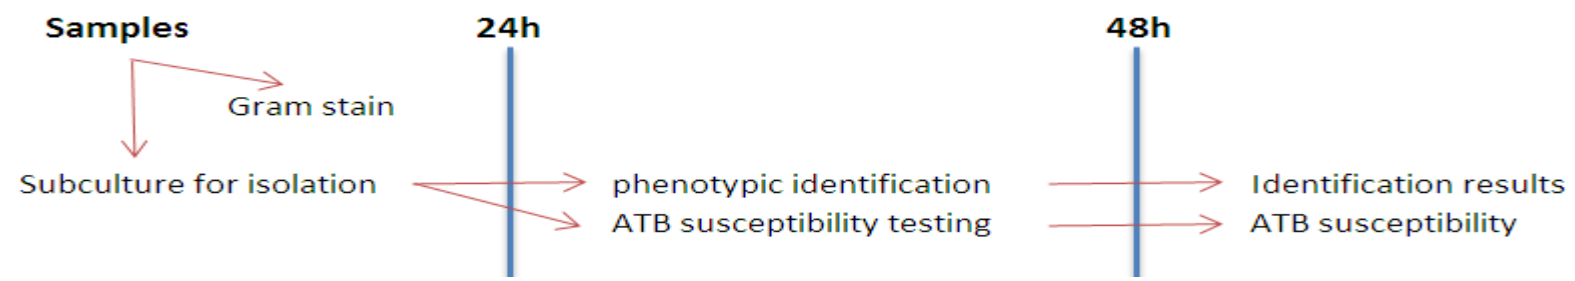 Samples 24h 48h
Gram stain
Subculture for isolation phenotypic identification Identification results
ATB susceptibility testing ATB susceptibility